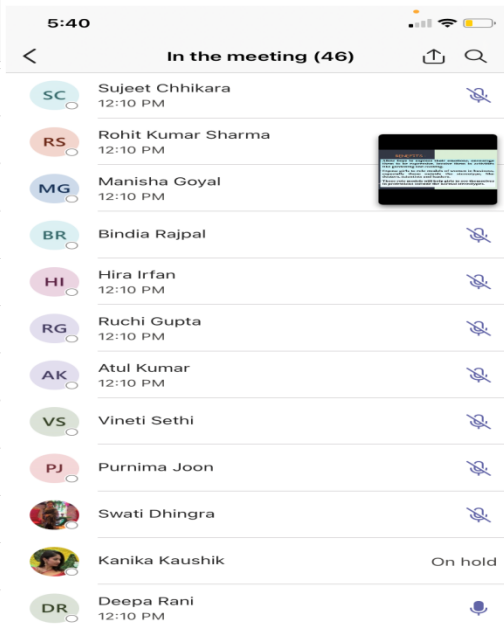 5:40
In the meeting (46)
SC
Sujeet Chhikara
12:10 PM
RS
Rohit Kumar Sharma
12:10 PM
MG
Manisha Goyal
12:10 PM
BR
Bindia Rajpal
HI
Hira Irfan
12:10 PM
RG
Ruchi Gupta
12:10 PM
AK
Atul Kumar
12:10 PM
VS
Vineti Sethi
PJ
Purnima Joon
Swati Dhingra
Kanika Kaushik
On hold
DR
Deepa Rani
12:10 PM